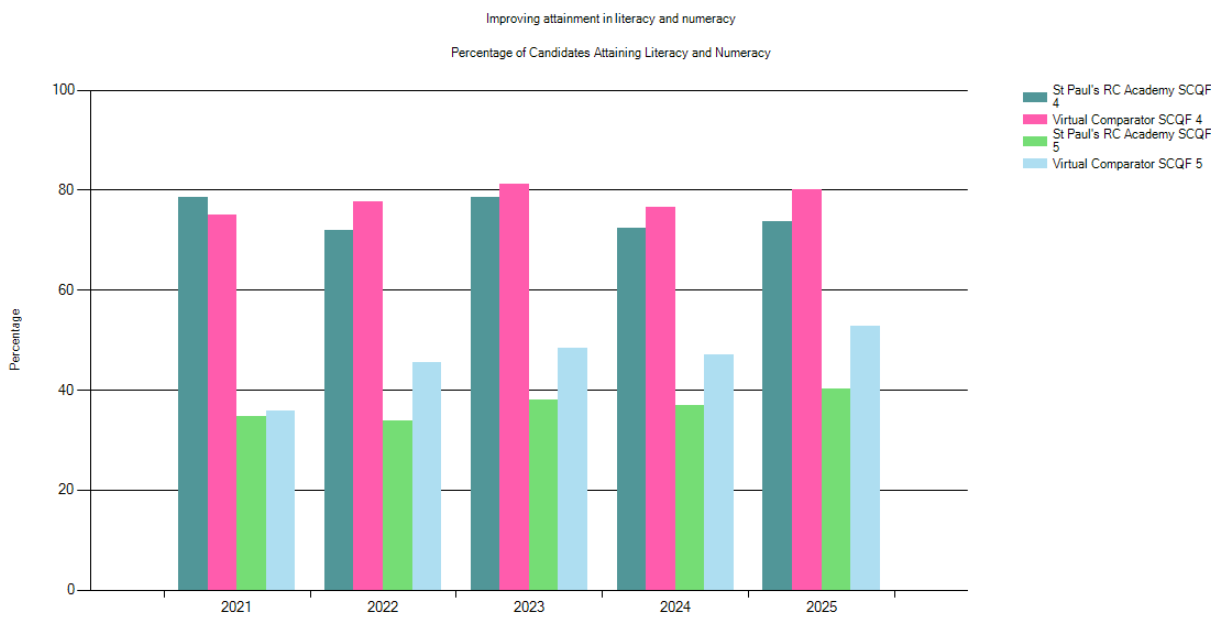 Improving attainment in literacy and numeracy
Percentage of Candidates Attaining Literacy and Numeracy
100
80
60
40
20
0
Percentage
2021
2022
2023
2024
2025
St Paul's RC Academy SCQF
4
Virtual Comparator SCQF 4
St Paul's RC Academy SCQF
5
Virtual Comparator SCQF 5